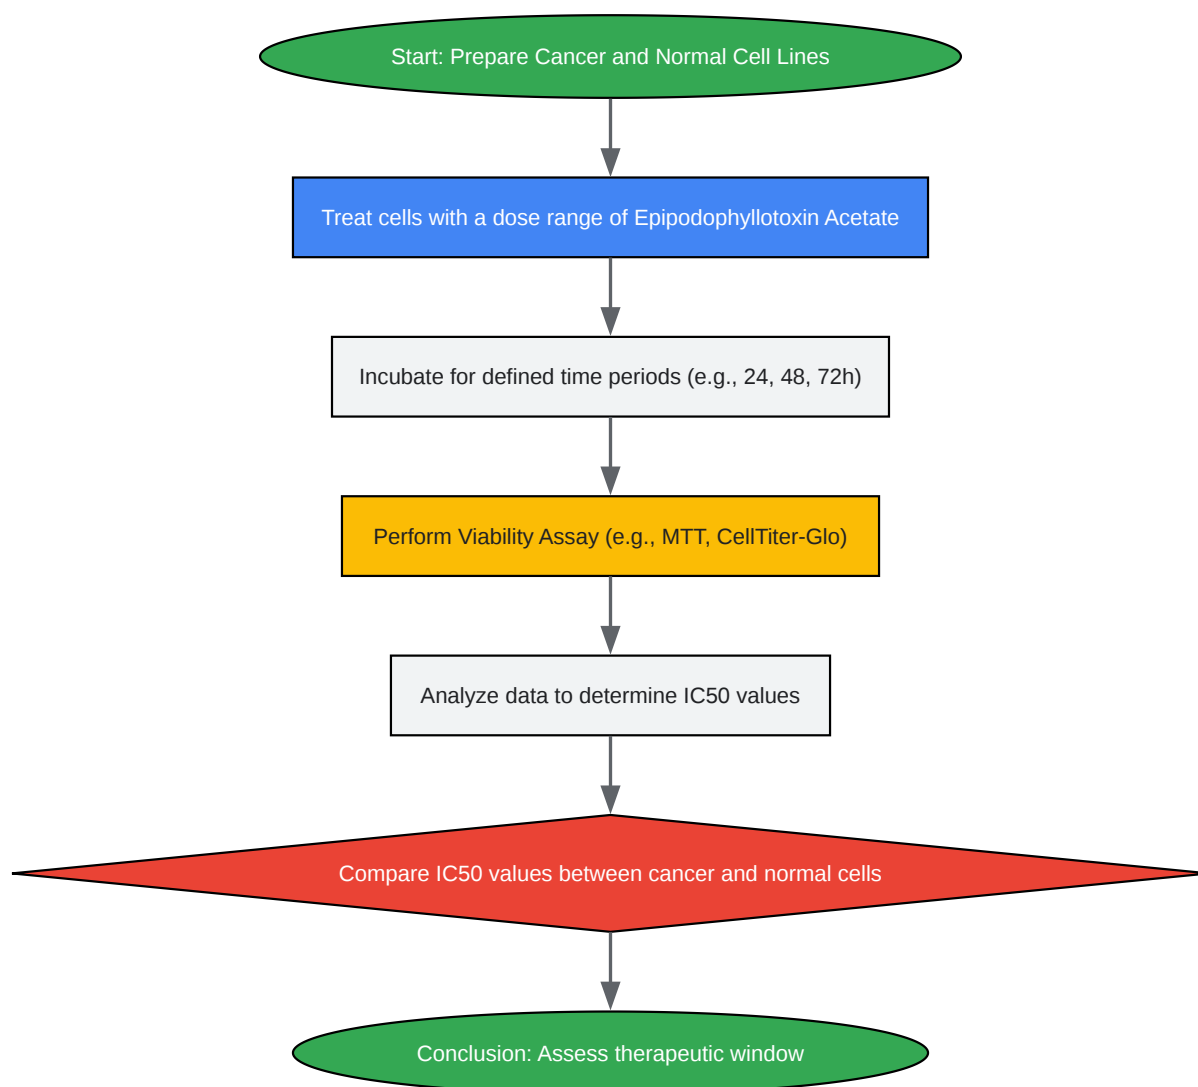 Start: Prepare Cancer and Normal Cell Lines
Treat cells with a dose range of Epipodophyllotoxin Acetate
Incubate for defined time periods (e.g., 24, 48, 72h)
Perform Viability Assay (e.g., MTT, CellTiter-Glo)
Analyze data to determine IC50 values
Compare IC50 values between cancer and normal cells
Conclusion: Assess therapeutic window